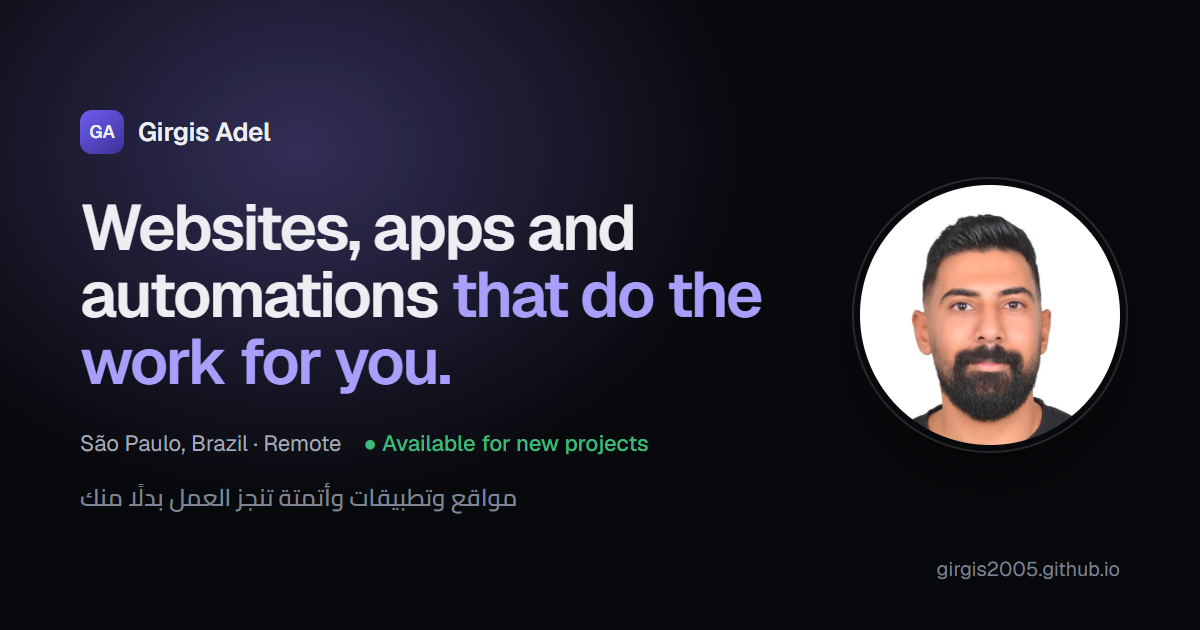 GA
Girgis Adel
Websites, apps and
automations that do the
work for you.
São Paulo, Brazil · Remote ● Available for new projects
مواقع وتطبيقات وأتمتة تنجز العمل بدلًا منك
girgis2005.github.io